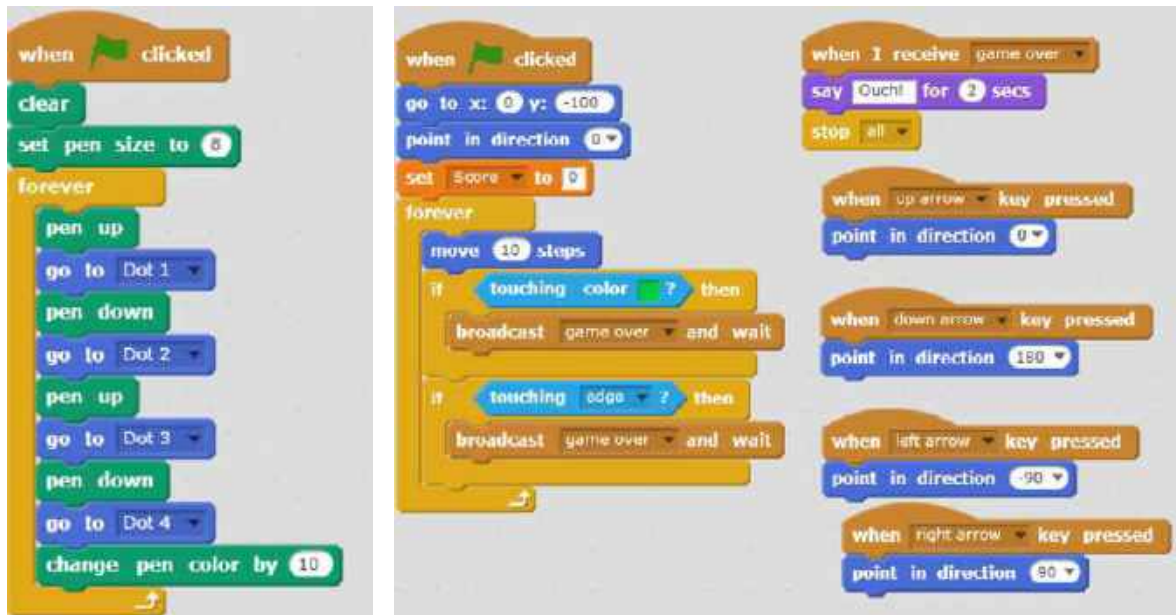 when clicked
clear
set pen size to 8
forever
pen up
go to Dot 1
pen down
go to Dot 2
pen up
go to Dot 3
pen down
go to Dot 4
change pen color by 10
when clicked
go to x: 0 y: -100
point in direction 0
set Score to 0
forever
move 10 steps
if touching color ? then
broadcast game over and wait
if touching edge ? then
broadcast game over and wait
when I receive game over
say Ouch! for 2 secs
stop all
when up arrow key pressed
point in direction 0
when down arrow key pressed
point in direction 180
when left arrow key pressed
point in direction -90
when right arrow key pressed
point in direction 90